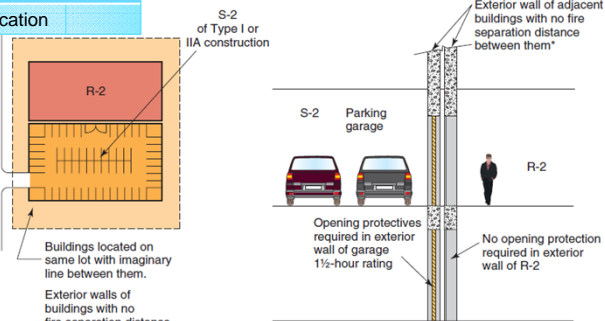 cation
S-2
of Type I or
IIA construction
R-2
Buildings located on
same lot with imaginary
line between them.
Exterior walls of
buildings with no
fire separation distance
Exterior wall of adjacent
buildings with no fire
separation distance
between them*
S-2 Parking
garage
R-2
Opening protectives
required in exterior
wall of garage
1½-hour rating
No opening protection
required in exterior
wall of R-2